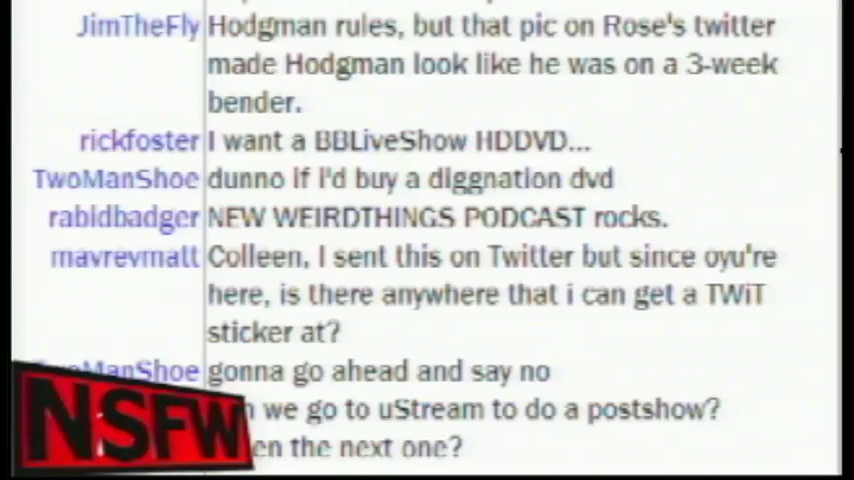 JimTheFly Hodgman rules, but that pic on Rose's twitter
made Hodgman look like he was on a 3-week
bender.
rickfoster I want a BBLiveShow HDDVD...
TwoManShoe dunno if I'd buy a diggnation dvd
rabidbadger NEW WEIRDTHINGS PODCAST rocks.
mavrevmatt Colleen, I sent this on Twitter but since oyu're
here, is there anywhere that i can get a TWiT
sticker at?
TwoManShoe gonna go ahead and say no
we go to uStream to do a postshow?
the next one?
NSFW